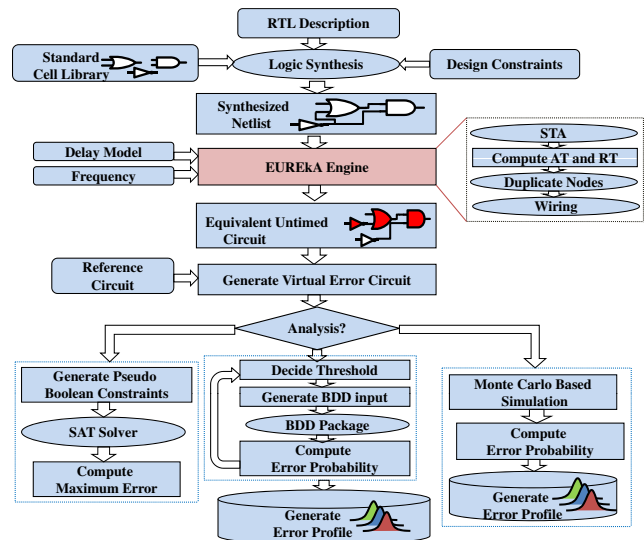 RTL Description
Standard
Cell Library
Logic Synthesis
Design Constraints
Synthesized
Netlist
Delay Model
Frequency
EUREkA Engine
STA
Compute AT and RT
Duplicate Nodes
Wiring
Equivalent Untimed
Circuit
Reference
Circuit
Generate Virtual Error Circuit
Analysis?
Generate Pseudo
Boolean Constraints
SAT Solver
Compute
Maximum Error
Decide Threshold
Generate BDD input
BDD Package
Compute
Error Probability
Generate
Error Profile
Monte Carlo Based
Simulation
Compute
Error Probability
Generate
Error Profile